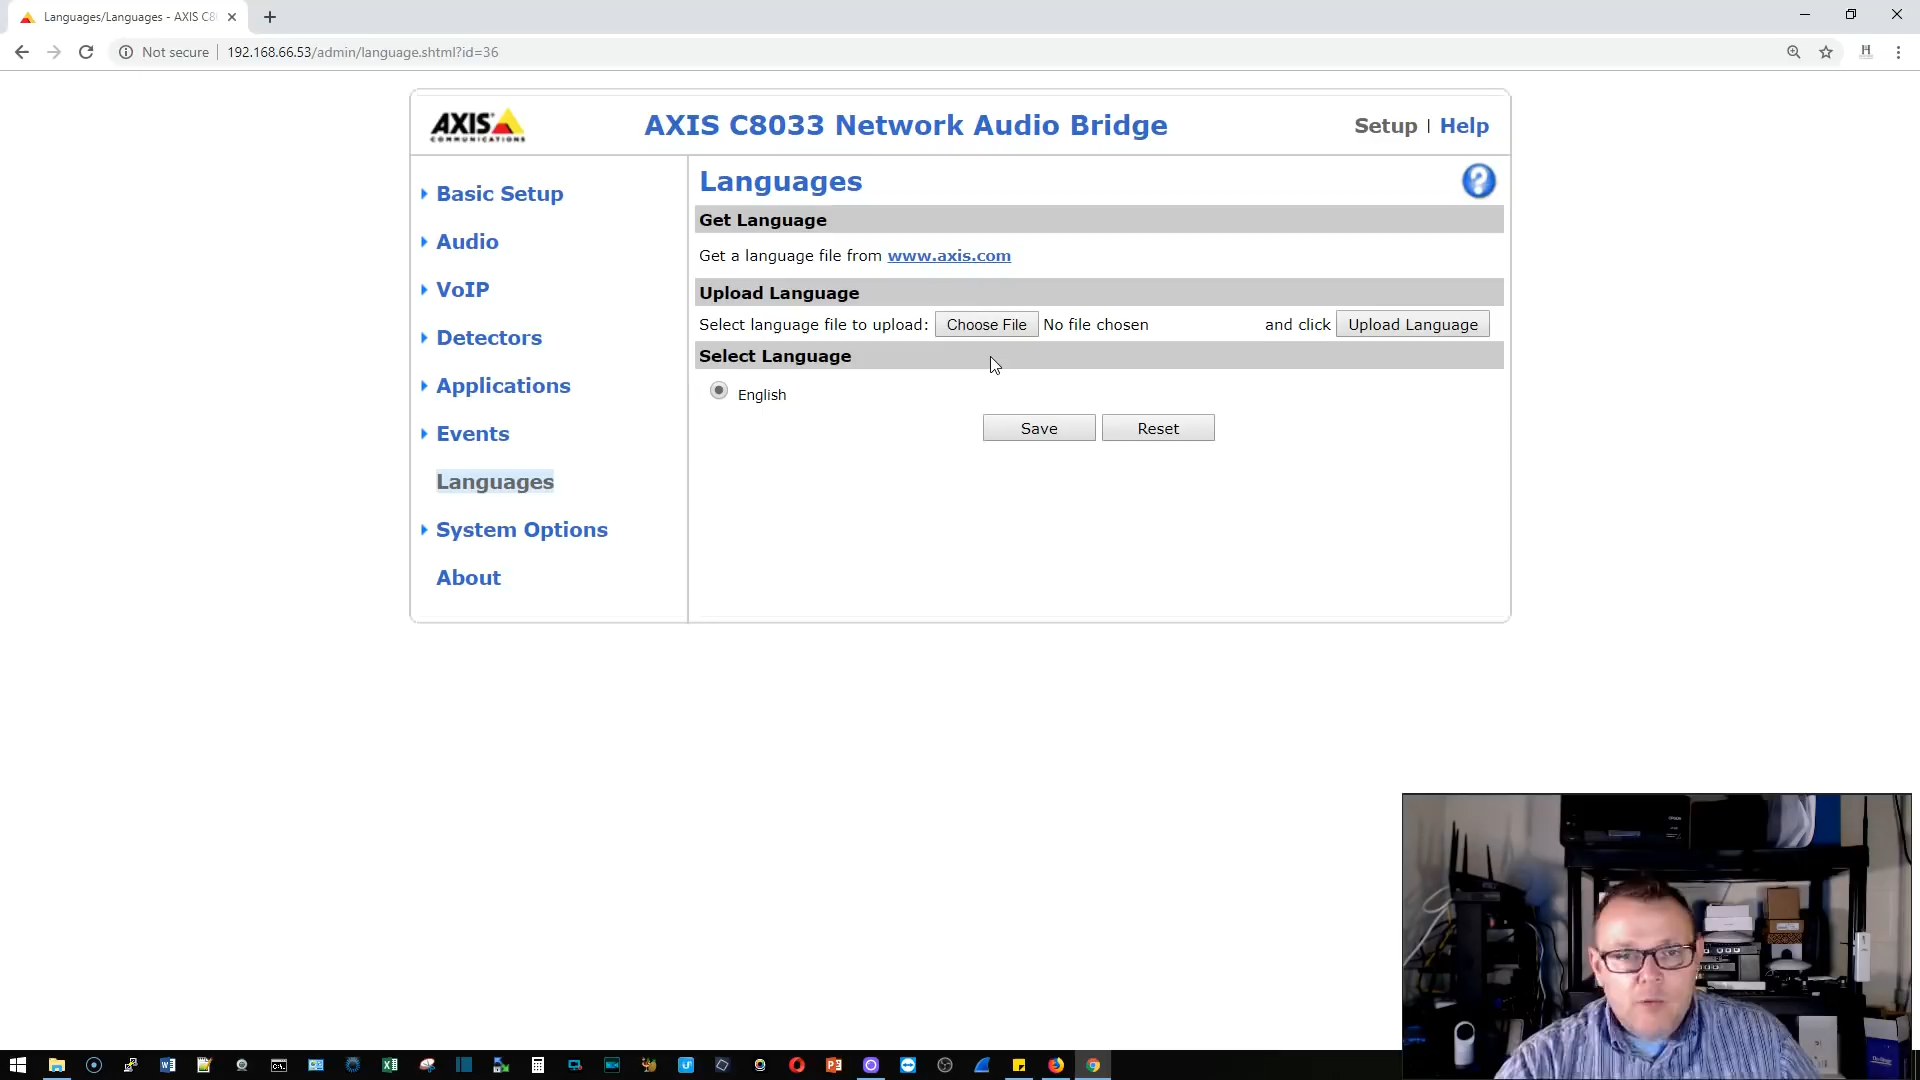 Languages/Languages - AXIS C8
Not secure
192.168.66.53/admin/language.shtml?id=36
AXIS
COMMUNICATIONS
AXIS C8033 Network Audio Bridge
Setup | Help
Basic Setup
Audio
VoIP
Detectors
Applications
Events
Languages
System Options
About
Languages
Get Language
Get a language file from www.axis.com
Upload Language
Select language file to upload: Choose File No file chosen and click Upload Language
Select Language
English
Save Reset